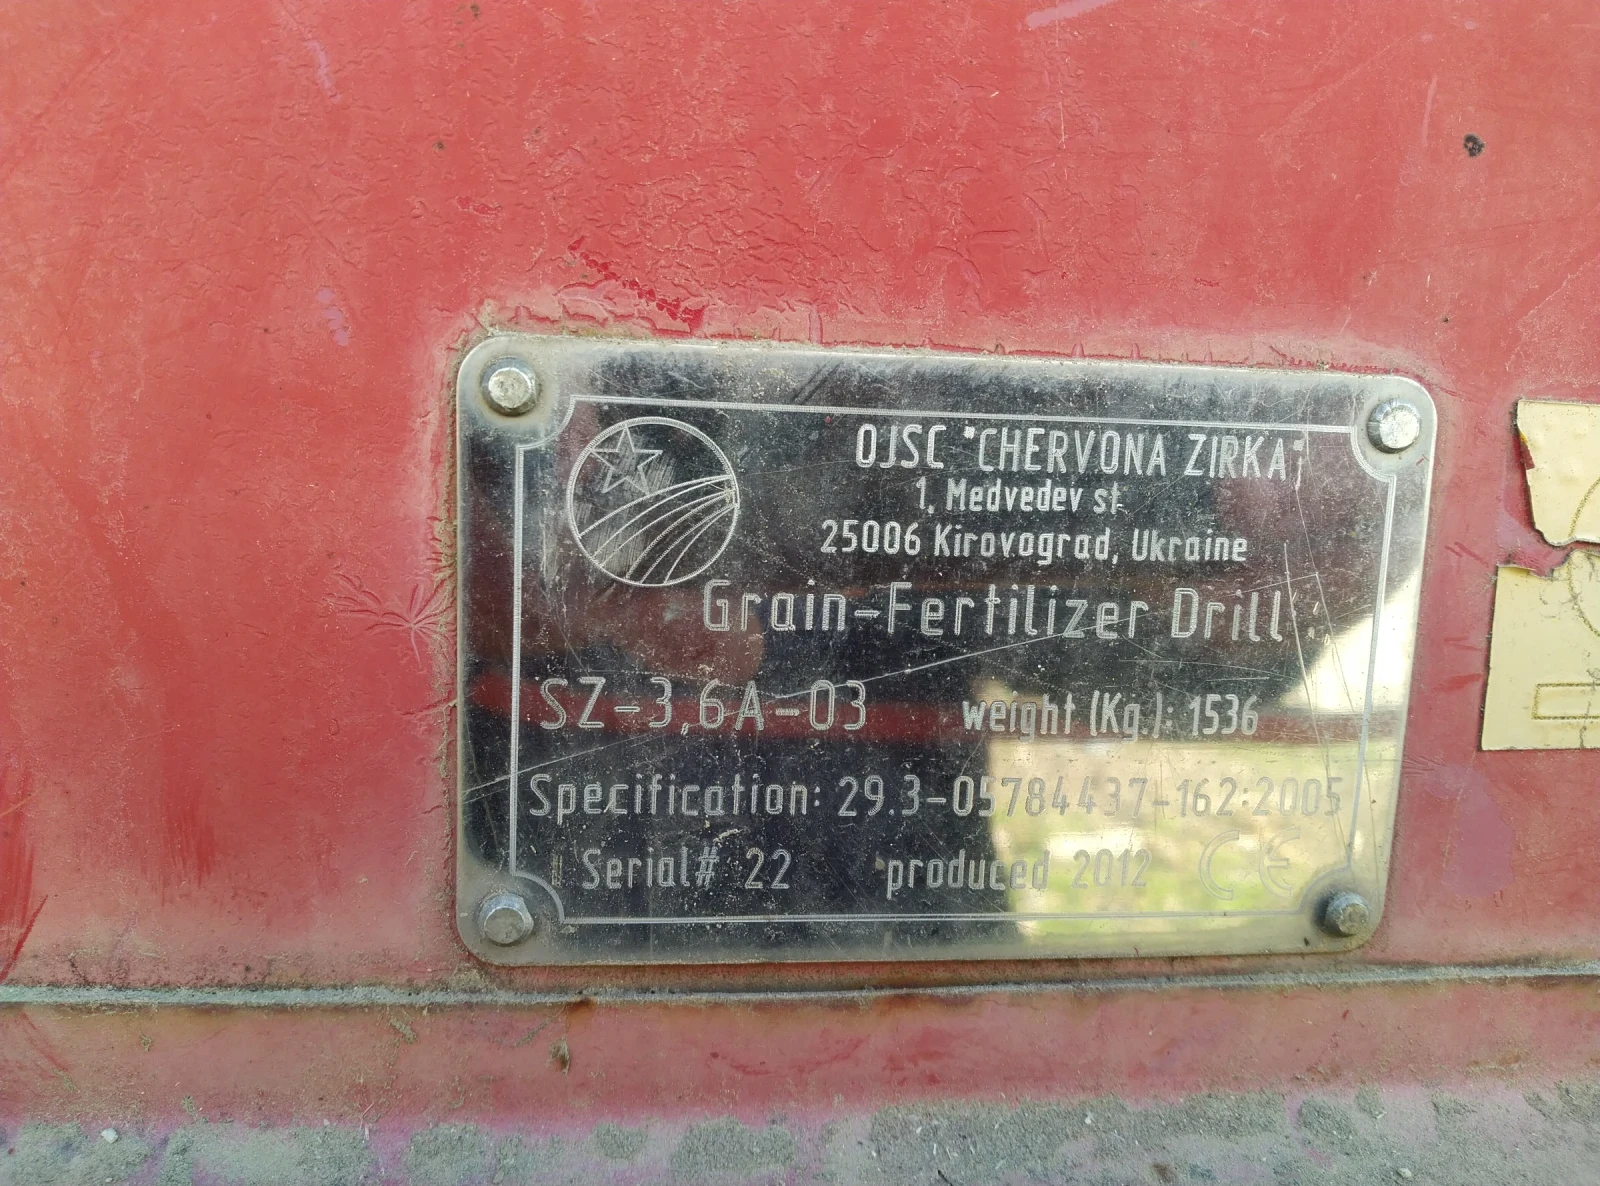 OJSC "CHERVONA ZIRKA",
1, Medvedev st.
25006 Kirovograd, Ukraine
Grain-Fertilizer Drill
SZ-3,6A-03 weight (Kg.): 1536
Specification: 29.3-05784437-162:2005
Serial# 22 produced 2012 CE